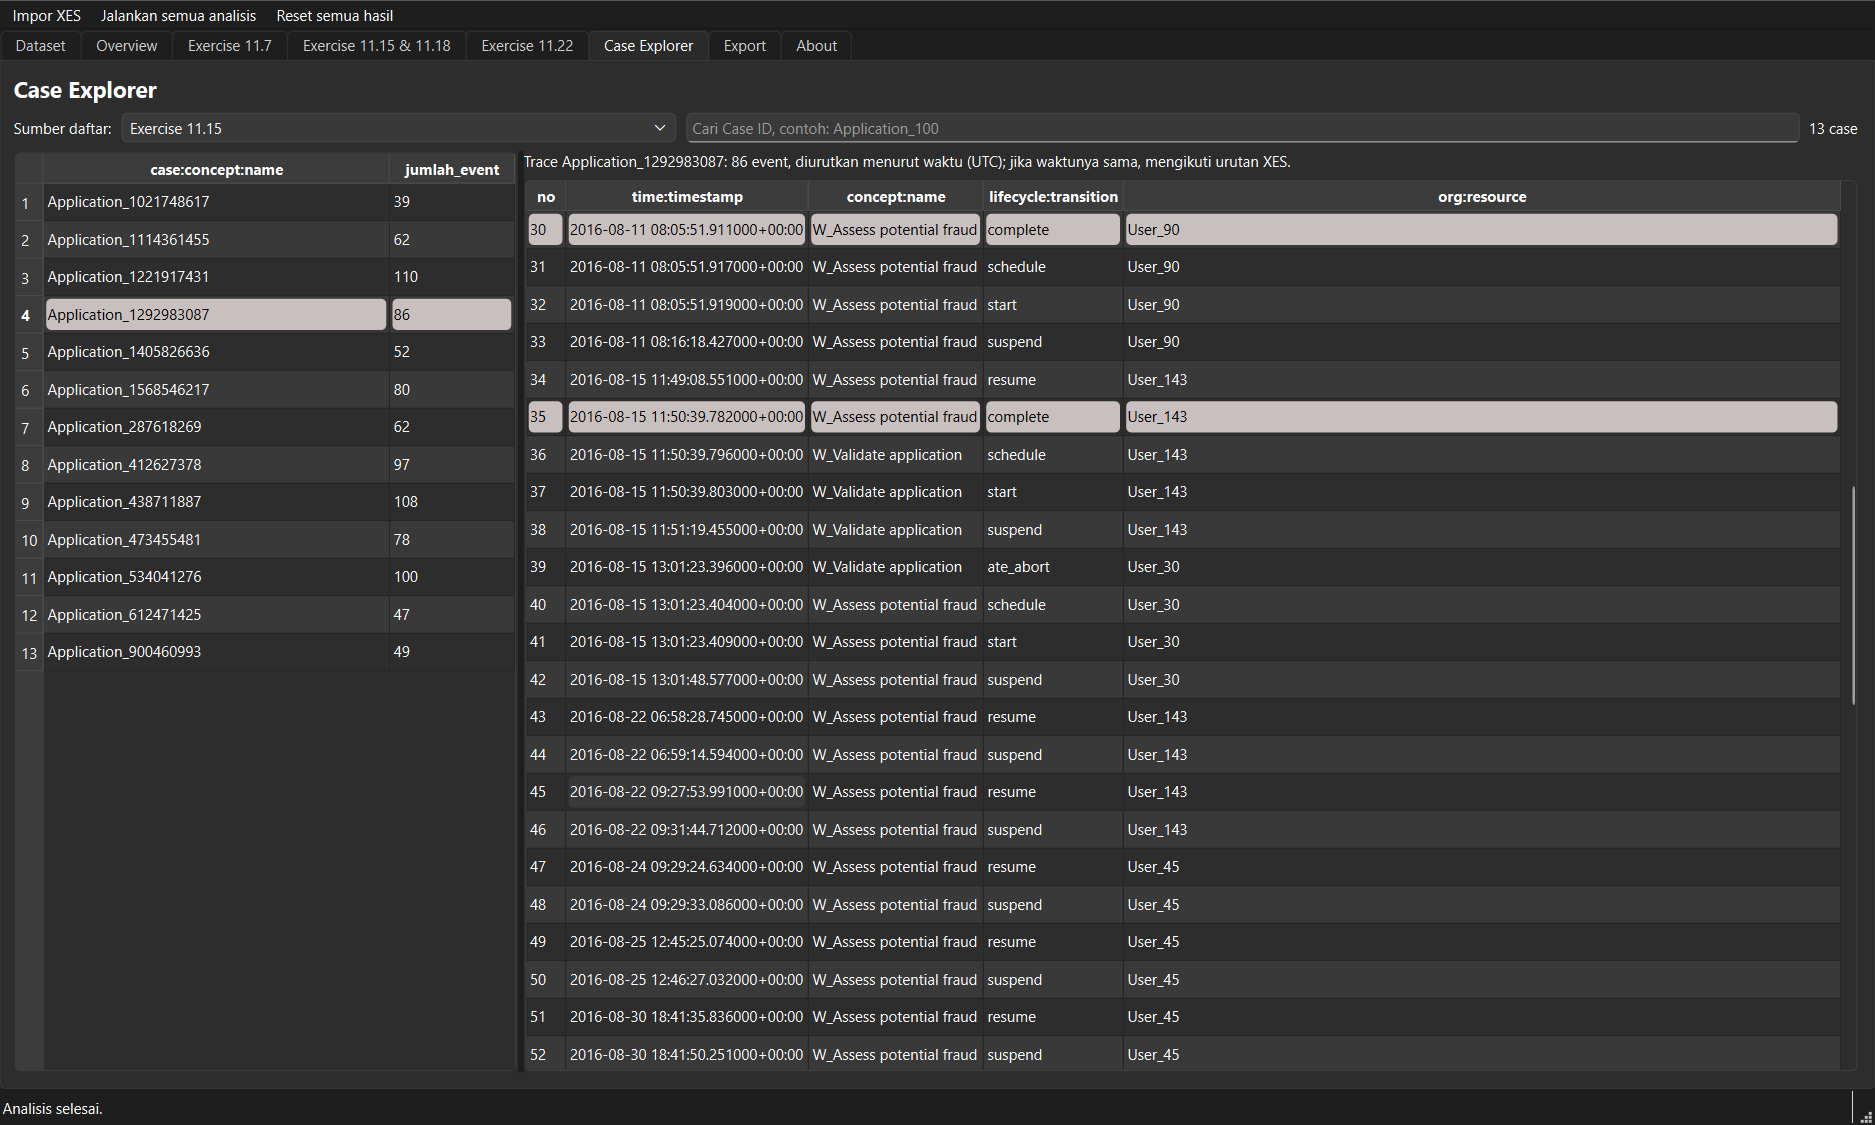 Impor XES Jalankan semua analisis Reset semua hasil
Dataset Overview Exercise 11.7 Exercise 11.15 & 11.18 Exercise 11.22 Case Explorer Export About
Case Explorer
Sumber daftar: Exercise 11.15 Cari Case ID, contoh: Application_100 13 case
case:concept:name jumlah_event
1 Application_1021748617 39
2 Application_1114361455 62
3 Application_1221917431 110
4 Application_1292983087 86
5 Application_1405826636 52
6 Application_1568546217 80
7 Application_287618269 62
8 Application_412627378 97
9 Application_438711887 108
10 Application_473455481 78
11 Application_534041276 100
12 Application_612471425 47
13 Application_900460993 49
Trace Application_1292983087: 86 event, diurutkan menurut waktu (UTC); jika waktunya sama, mengikuti urutan XES.
no time:timestamp concept:name lifecycle:transition org:resource
30 2016-08-11 08:05:51.911000+00:00 W_Assess potential fraud complete User_90
31 2016-08-11 08:05:51.917000+00:00 W_Assess potential fraud schedule User_90
32 2016-08-11 08:05:51.919000+00:00 W_Assess potential fraud start User_90
33 2016-08-11 08:16:18.427000+00:00 W_Assess potential fraud suspend User_90
34 2016-08-15 11:49:08.551000+00:00 W_Assess potential fraud resume User_143
35 2016-08-15 11:50:39.782000+00:00 W_Assess potential fraud complete User_143
36 2016-08-15 11:50:39.796000+00:00 W_Validate application schedule User_143
37 2016-08-15 11:50:39.803000+00:00 W_Validate application start User_143
38 2016-08-15 11:51:19.455000+00:00 W_Validate application suspend User_143
39 2016-08-15 13:01:23.396000+00:00 W_Validate application ate_abort User_30
40 2016-08-15 13:01:23.404000+00:00 W_Assess potential fraud schedule User_30
41 2016-08-15 13:01:23.409000+00:00 W_Assess potential fraud start User_30
42 2016-08-15 13:01:48.577000+00:00 W_Assess potential fraud suspend User_30
43 2016-08-22 06:58:28.745000+00:00 W_Assess potential fraud resume User_143
44 2016-08-22 06:59:14.594000+00:00 W_Assess potential fraud suspend User_143
45 2016-08-22 09:27:53.991000+00:00 W_Assess potential fraud resume User_143
46 2016-08-22 09:31:44.712000+00:00 W_Assess potential fraud suspend User_143
47 2016-08-24 09:29:24.634000+00:00 W_Assess potential fraud resume User_45
48 2016-08-24 09:29:33.086000+00:00 W_Assess potential fraud suspend User_45
49 2016-08-25 12:45:25.074000+00:00 W_Assess potential fraud resume User_45
50 2016-08-25 12:46:27.032000+00:00 W_Assess potential fraud suspend User_45
51 2016-08-30 18:41:35.836000+00:00 W_Assess potential fraud resume User_45
52 2016-08-30 18:41:50.251000+00:00 W_Assess potential fraud suspend User_45
Analisis selesai.